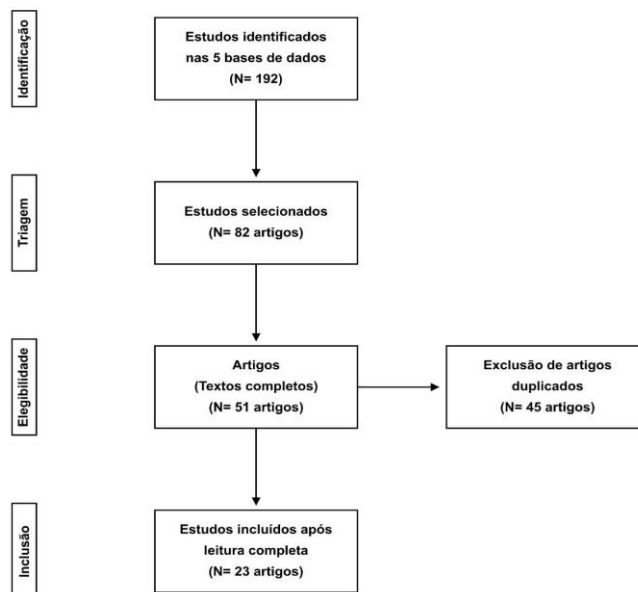 Identificação
Estudos identificados
nas 5 bases de dados
(N= 192)
Triagem
Estudos selecionados
(N= 82 artigos)
Elegibilidade
Artigos
(Textos completos)
(N= 51 artigos)
Exclusão de artigos
duplicados
(N= 45 artigos)
Inclusão
Estudos incluídos após
leitura completa
(N= 23 artigos)